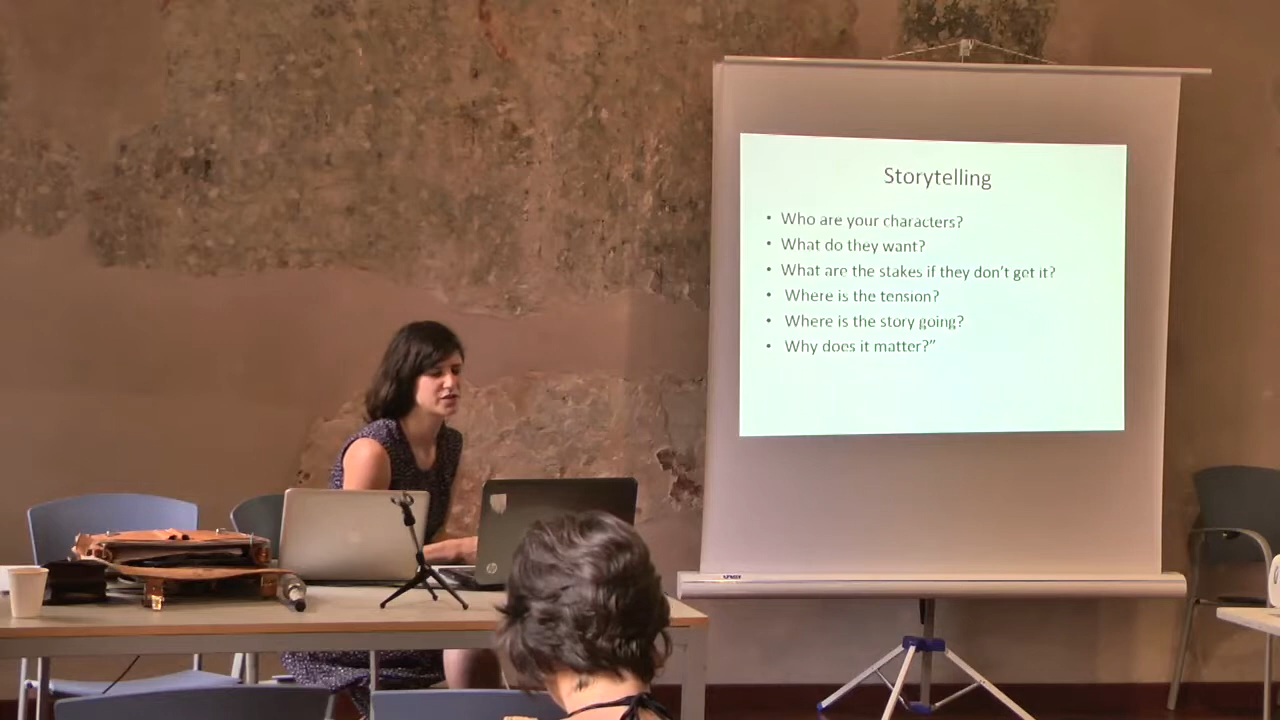 Storytelling
• Who are your characters?
• What do they want?
• What are the stakes if they don't get it?
• Where is the tension?
• Where is the story going?
• Why does it matter?”
hp